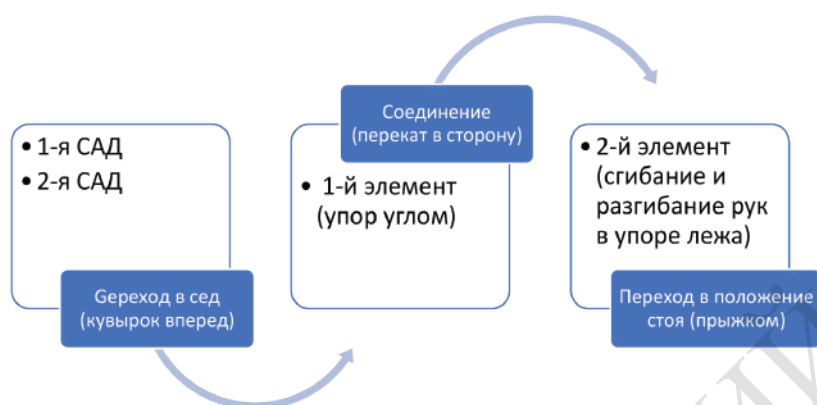 • 1-я САД
• 2-я САД
Gереход в сед
(кувырок вперед)
Соединение
(перекат в сторону)
• 1-й элемент
(упор углом)
• 2-й элемент
(сгибание и
разгибание рук
в упоре лежа)
Переход в положение
стоя (прыжком)